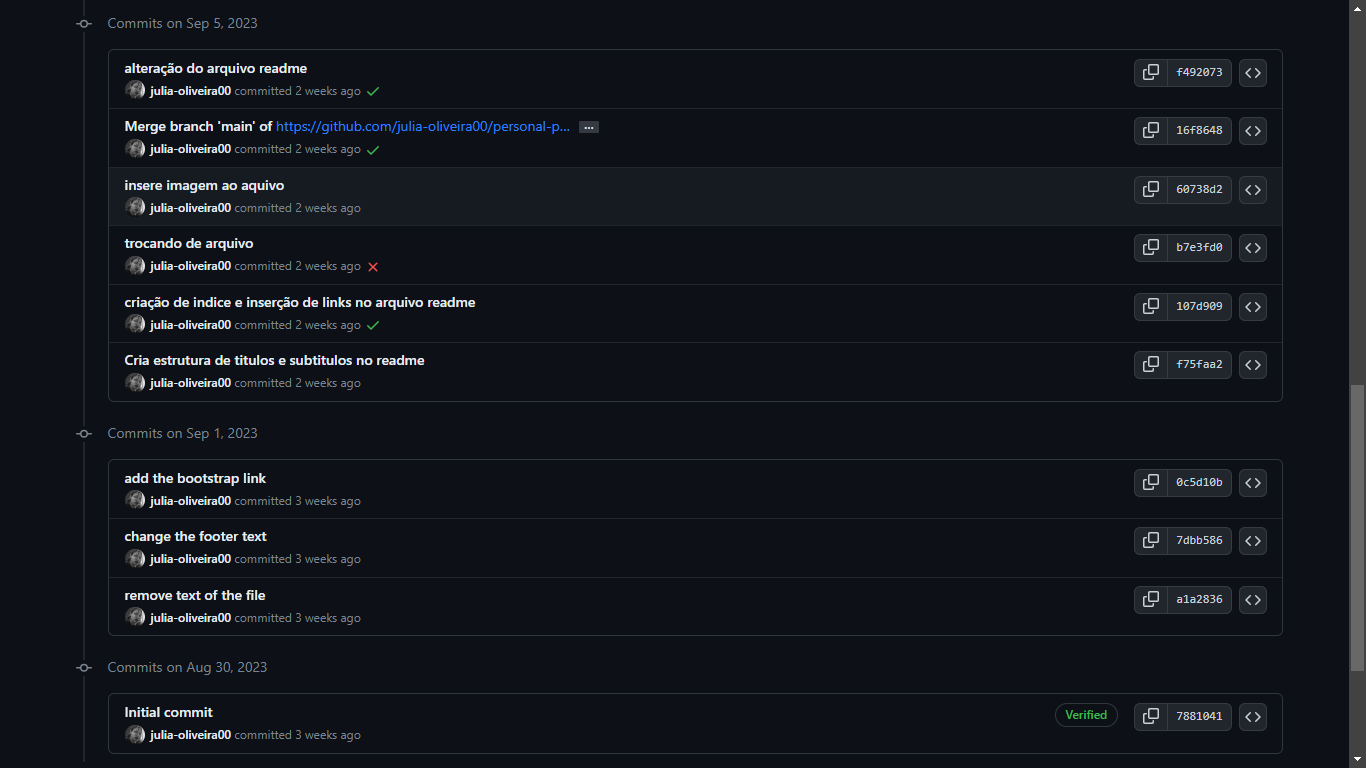 Commits on Sep 5, 2023
alteração do arquivo readme
f492073
julia-oliveira00 committed 2 weeks ago
Merge branch 'main' of https://github.com/julia-oliveira00/personal-p... ...
16f8648
julia-oliveira00 committed 2 weeks ago
insere imagem ao aquivo
60738d2
julia-oliveira00 committed 2 weeks ago
trocando de arquivo
b7e3fd0
julia-oliveira00 committed 2 weeks ago
criação de indice e inserção de links no arquivo readme
107d909
julia-oliveira00 committed 2 weeks ago
Cria estrutura de titulos e subtitulos no readme
f75faa2
julia-oliveira00 committed 2 weeks ago
Commits on Sep 1, 2023
add the bootstrap link
0c5d10b
julia-oliveira00 committed 3 weeks ago
change the footer text
7dbb586
julia-oliveira00 committed 3 weeks ago
remove text of the file
a1a2836
julia-oliveira00 committed 3 weeks ago
Commits on Aug 30, 2023
Initial commit
Verified
7881041
julia-oliveira00 committed 3 weeks ago